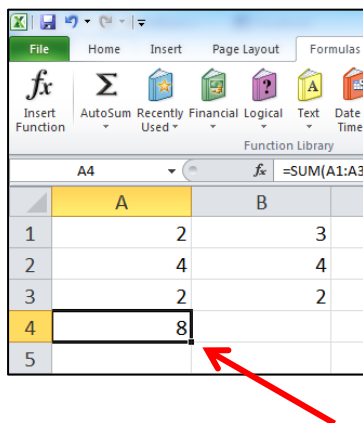 File Home Insert Page Layout Formulas
fx Σ ? A
Insert AutoSum Recently Financial Logical Text Date
Function Used Time
Function Library
A4 fx =SUM(A1:A3
A B
1 2 3
2 4 4
3 2 2
4 8
5